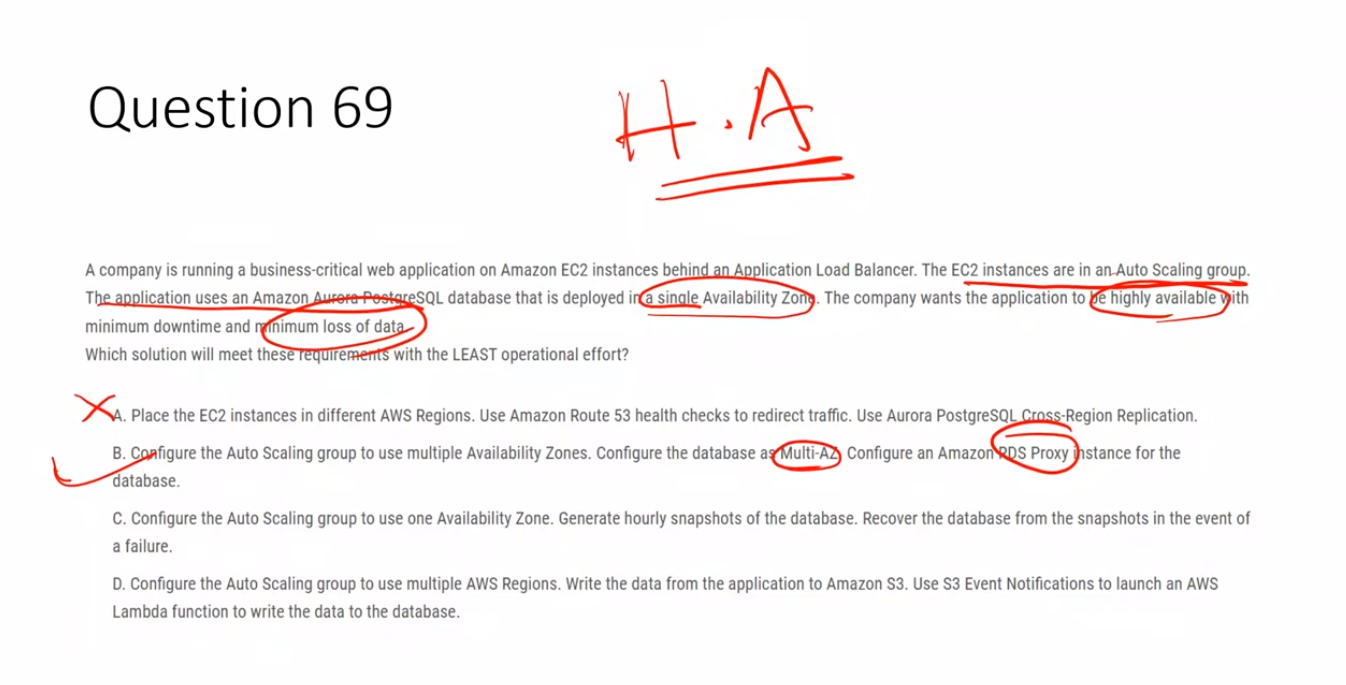 Question 69
H.A
A company is running a business-critical web application on Amazon EC2 instances behind an Application Load Balancer. The EC2 instances are in an Auto Scaling group.
The application uses an Amazon Aurora PostgreSQL database that is deployed in a single Availability Zone. The company wants the application to be highly available with
minimum downtime and minimum loss of data.
Which solution will meet these requirements with the LEAST operational effort?
A. Place the EC2 instances in different AWS Regions. Use Amazon Route 53 health checks to redirect traffic. Use Aurora PostgreSQL Cross-Region Replication.
B. Configure the Auto Scaling group to use multiple Availability Zones. Configure the database as Multi-AZ. Configure an Amazon RDS Proxy instance for the
database.
C. Configure the Auto Scaling group to use one Availability Zone. Generate hourly snapshots of the database. Recover the database from the snapshots in the event of
a failure.
D. Configure the Auto Scaling group to use multiple AWS Regions. Write the data from the application to Amazon S3. Use S3 Event Notifications to launch an AWS
Lambda function to write the data to the database.